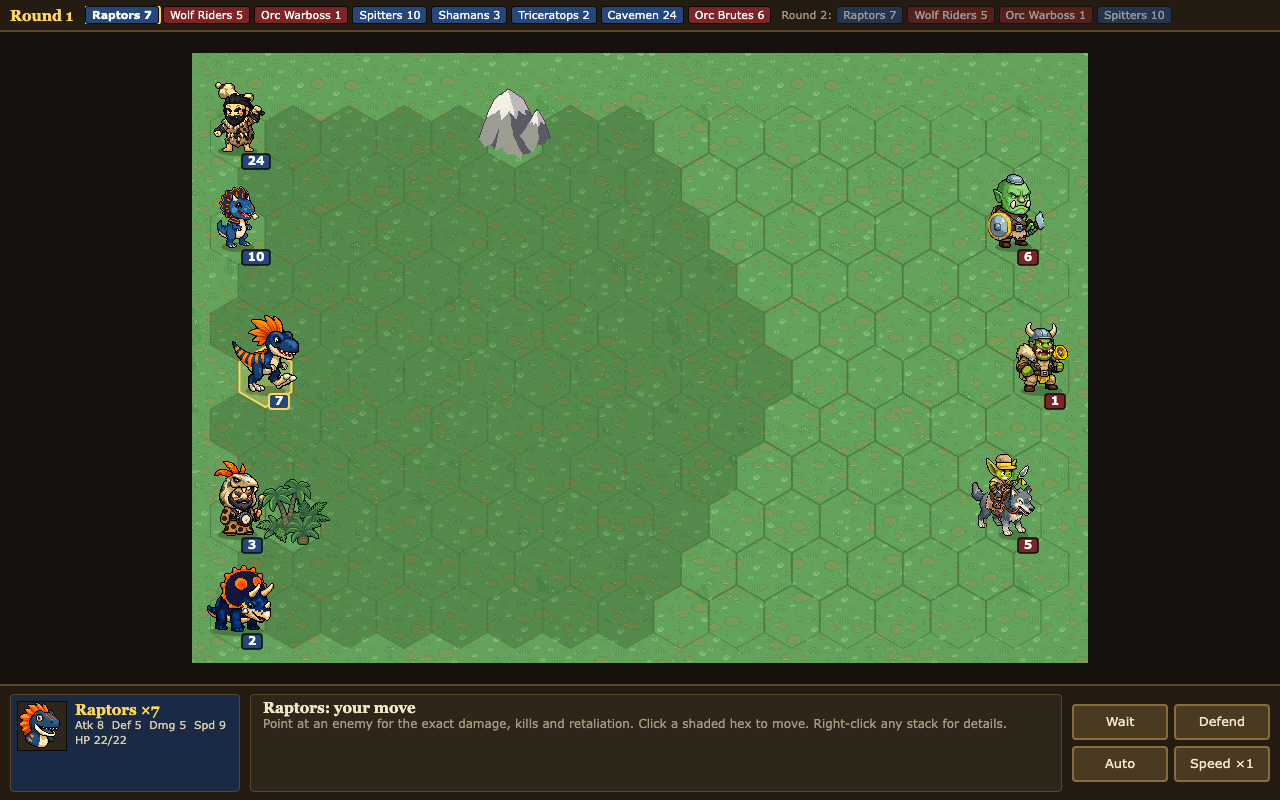 Round 1 Raptors 7 Wolf Riders 5 Orc Warboss 1 Spitters 10 Shamans 3 Triceratops 2 Cavemen 24 Orc Brutes 6 Round 2: Raptors 7 Wolf Riders 5 Orc Warboss 1 Spitters 10
24
10
6
7
1
3
5
2
Raptors ×7
Atk 8 Def 5 Dmg 5 Spd 9
HP 22/22
Raptors: your move
Point at an enemy for the exact damage, kills and retaliation. Click a shaded hex to move. Right-click any stack for details.
Wait
Defend
Auto
Speed ×1